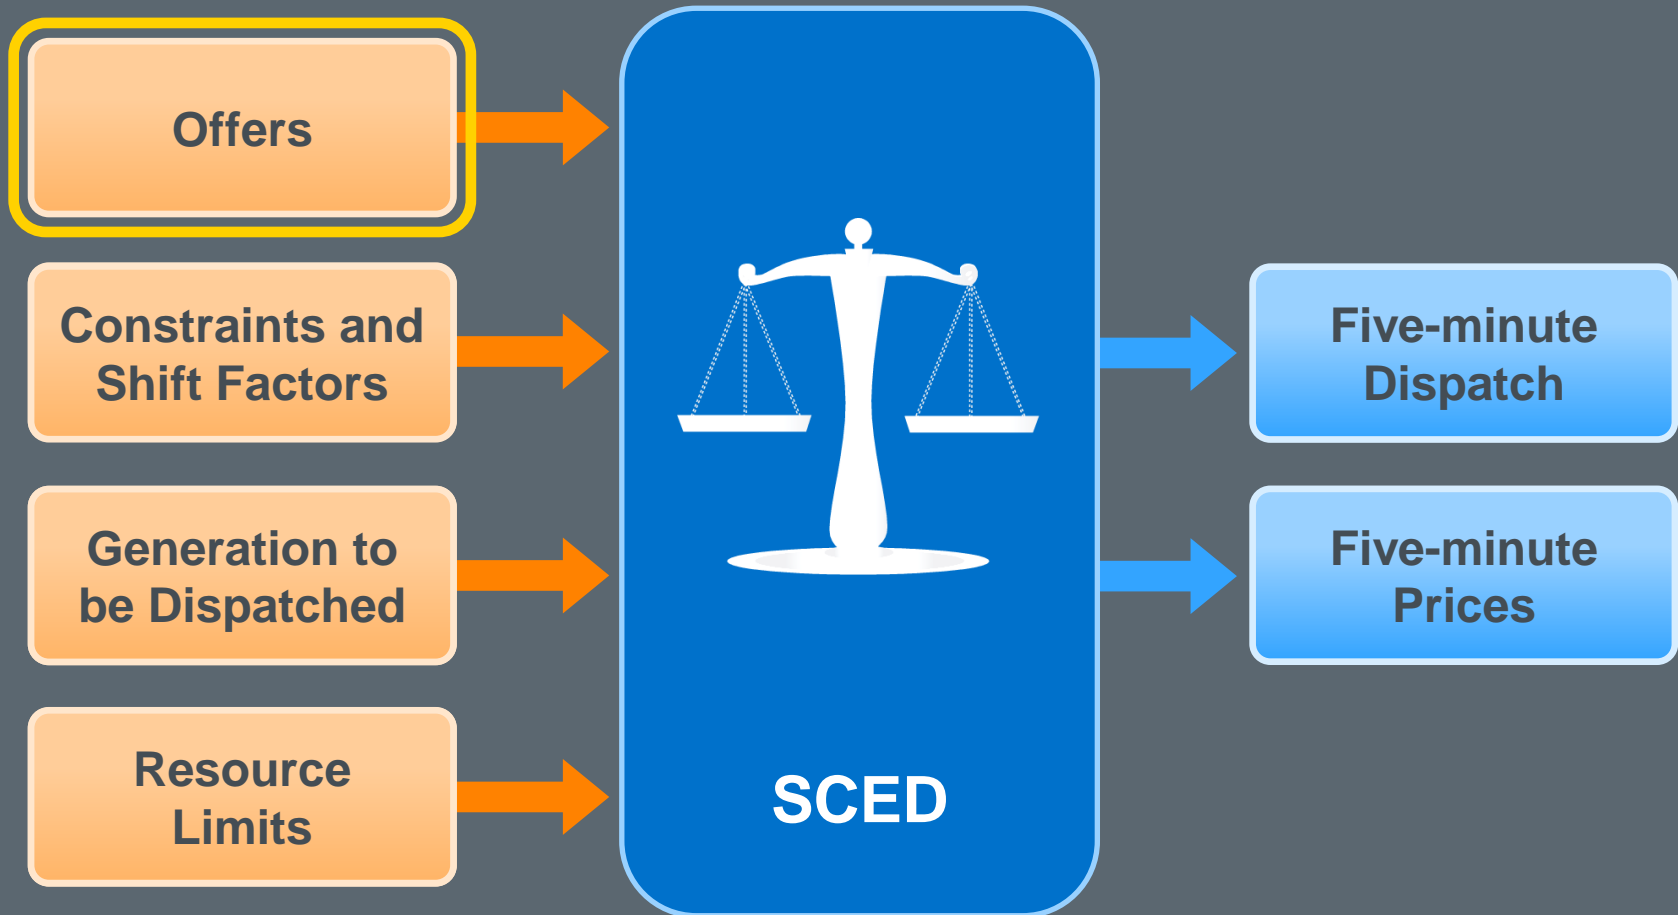 Offers
Constraints and
Shift Factors
Generation to
be Dispatched
Resource
Limits
SCED
Five-minute
Dispatch
Five-minute
Prices